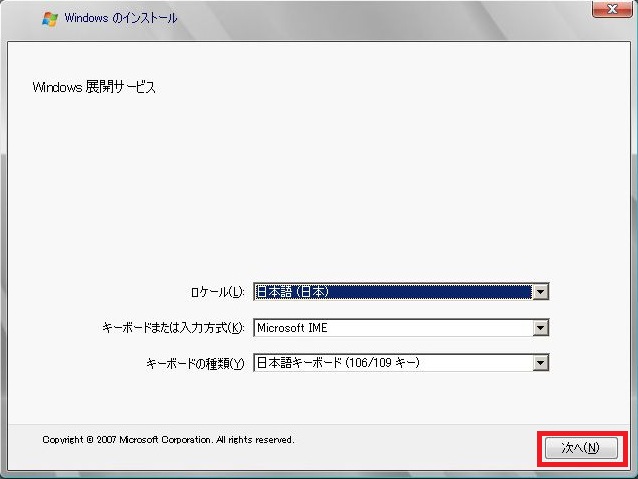 Windows のインストール
Windows 展開サービス
ロケール(L): 日本語 (日本)
キーボードまたは入力方式(K): Microsoft IME
キーボードの種類(Y) 日本語キーボード (106/109 キー)
Copyright © 2007 Microsoft Corporation. All rights reserved.
次へ(N)